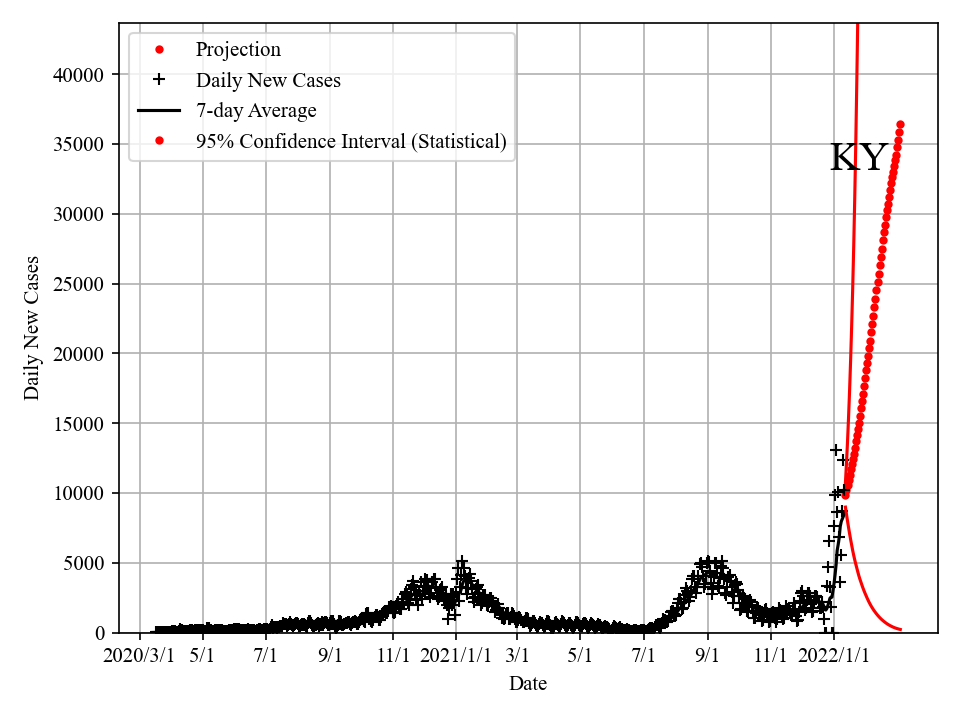 Projection
Daily New Cases
7-day Average
95% Confidence Interval (Statistical)
KY
Daily New Cases
40000
35000
30000
25000
20000
15000
10000
5000
0
2020/3/1 5/1 7/1 9/1 11/1 2021/1/1 3/1 5/1 7/1 9/1 11/1 2022/1/1
Date